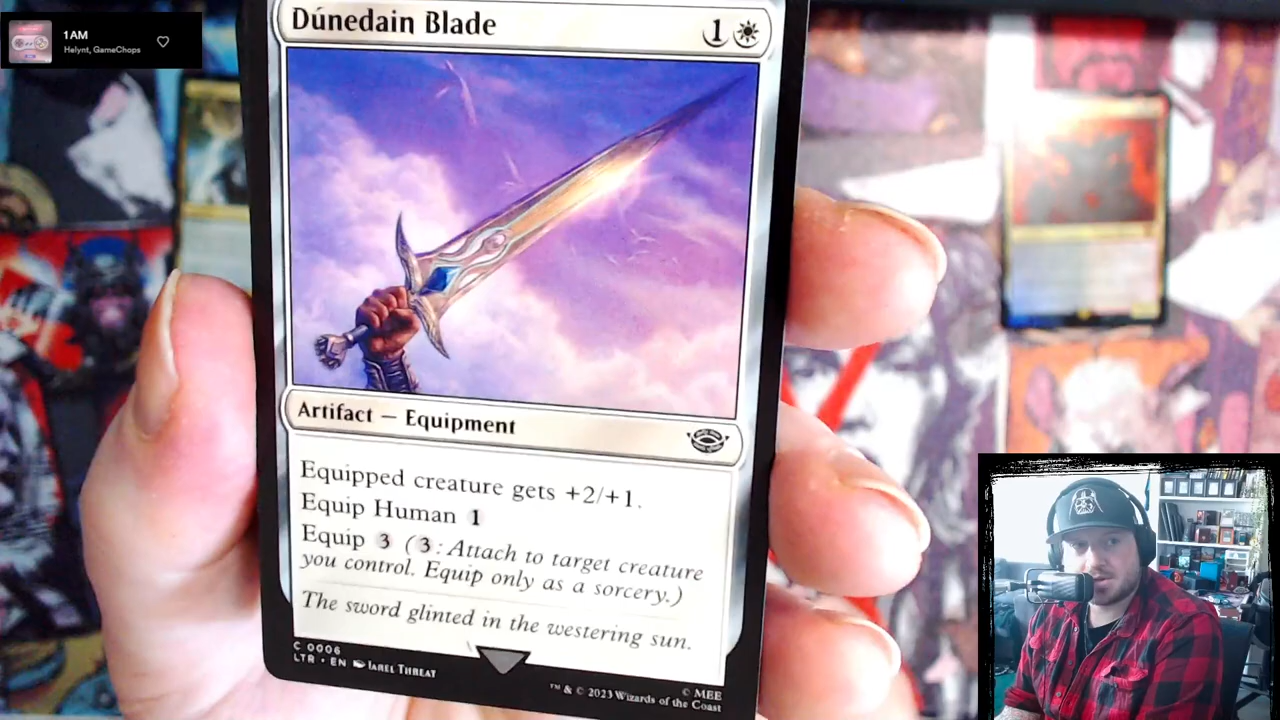 1 AM
Helynt, GameChops
Dúnedain Blade 1
Artifact — Equipment
Equipped creature gets +2/+1.
Equip Human 1
Equip 3 (3: Attach to target creature
you control. Equip only as a sorcery.)
The sword glinted in the westering sun.
C 0006
LTR • EN JAREL THREAT
™ & © 2023 Wizards of the Coast
© MEE